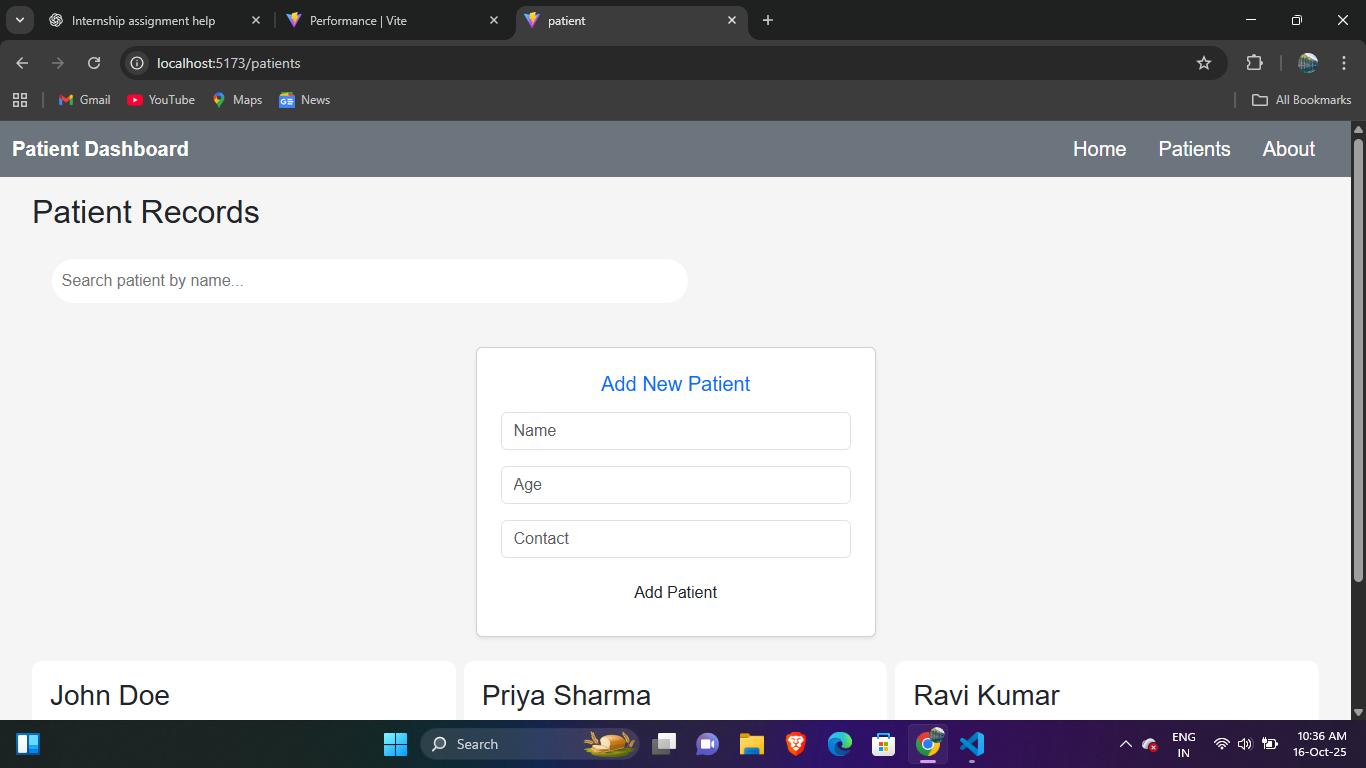 Internship assignment help
Performance | Vite
patient
localhost:5173/patients
Gmail
YouTube
Maps
News
All Bookmarks
Patient Dashboard
Home
Patients
About
Patient Records
Search patient by name...
Add New Patient
Name
Age
Contact
Add Patient
John Doe
Priya Sharma
Ravi Kumar
Search
ENG
IN
10:36 AM
16-Oct-25